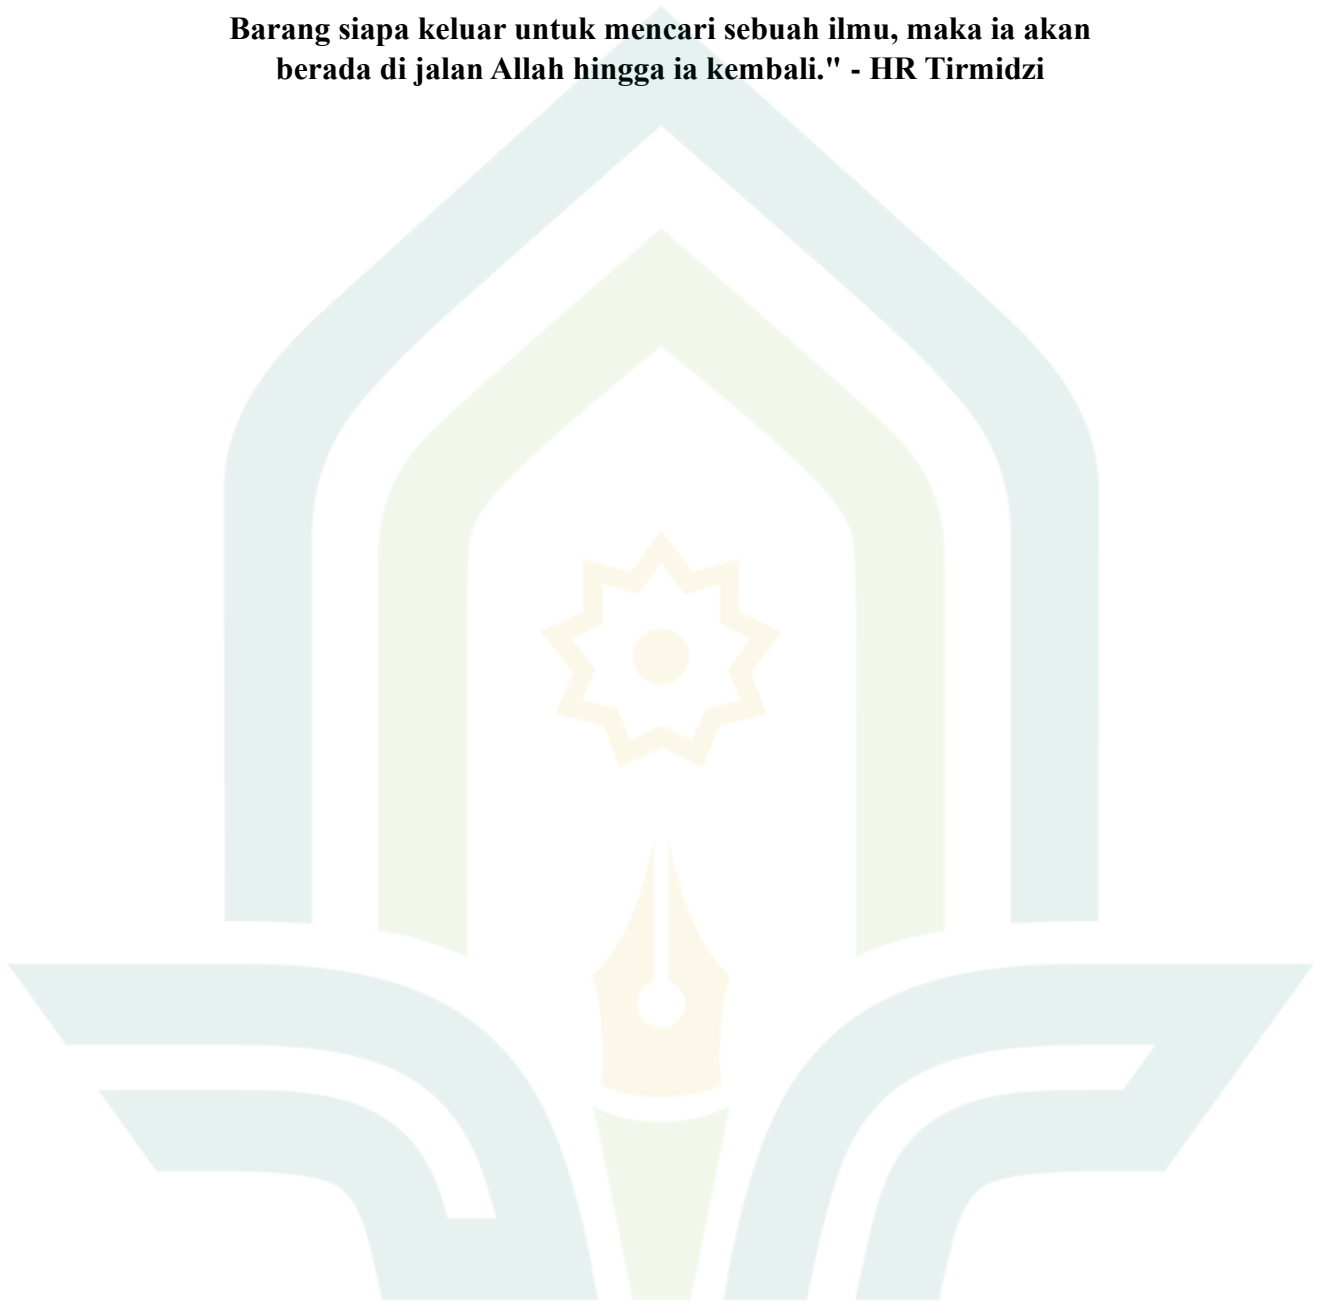 Barang siapa keluar untuk mencari sebuah ilmu, maka ia akan
berada di jalan Allah hingga ia kembali." - HR Tirmidzi